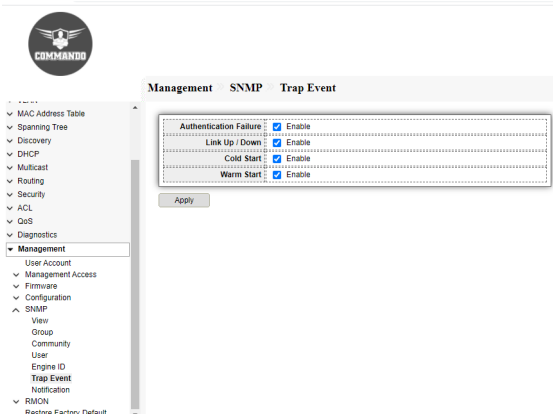 COMMANDO
Management SNMP Trap Event
VLAN
MAC Address Table
Spanning Tree
Discovery
DHCP
Multicast
Routing
Security
ACL
QoS
Diagnostics
Management
User Account
Management Access
Firmware
Configuration
SNMP
View
Group
Community
User
Engine ID
Trap Event
Notification
RMON
Restore Factory Default
Authentication Failure Enable
Link Up / Down Enable
Cold Start Enable
Warm Start Enable
Apply